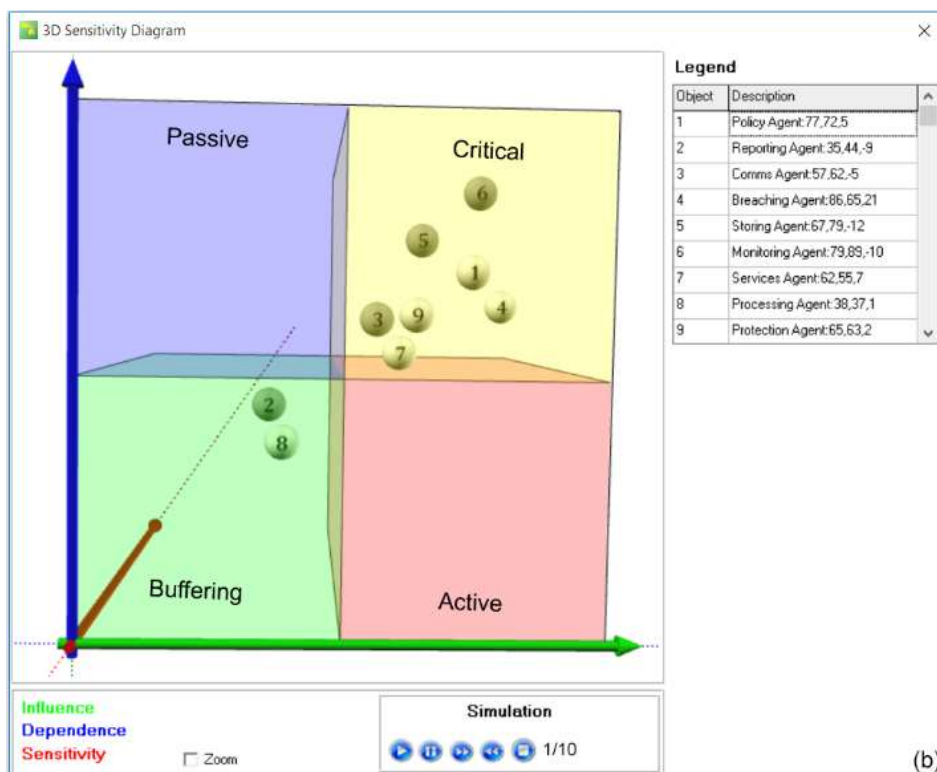 3D Sensitivity Diagram
Legend
Object Description
1 Policy Agent:77,72,5
2 Reporting Agent:35,44,-9
3 Comms Agent:57,62,-5
4 Breaching Agent:86,65,21
5 Storing Agent:67,79,-12
6 Monitoring Agent:79,89,-10
7 Services Agent:62,55,7
8 Processing Agent:38,37,1
9 Protection Agent:65,63,2
Passive
Critical
6
5
1
4
3 9
7
2
8
Buffering
Active
Influence
Dependence
Sensitivity
Zoom
Simulation
1/10
(b)